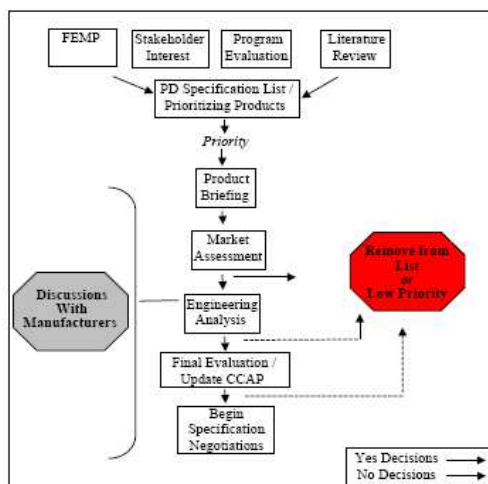 FEMP
Stakeholder
Interest
Program
Evaluation
Literature
Review
PD Specification List /
Prioritizing Products
Priority
Product
Briefing
Market
Assessment
Remove from
List
or
Low Priority
Discussions
With
Manufacturers
Engineering
Analysis
Final Evaluation /
Update CCAP
Begin
Specification
Negotiations
Yes Decisions
No Decisions